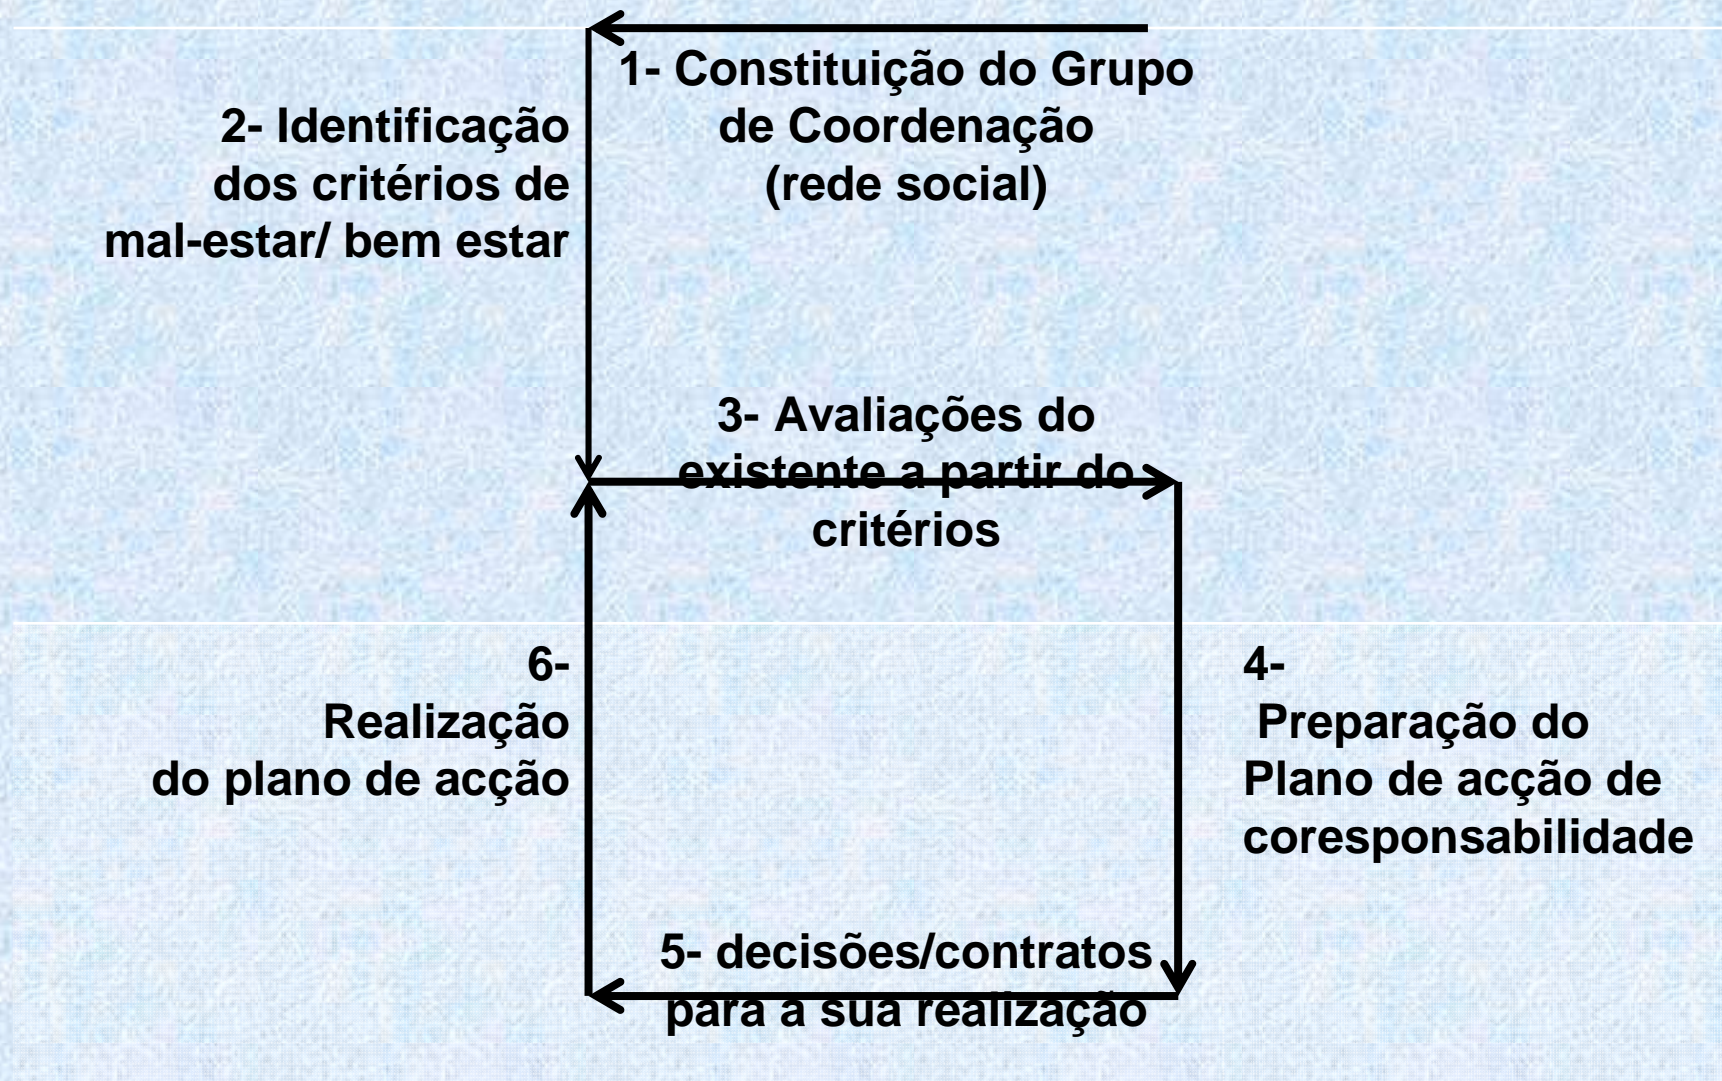 1- Constituição do Grupo
de Coordenação
(rede social)
2- Identificação
dos critérios de
mal-estar/ bem estar
3- Avaliações do
existente a partir do
critérios
4-
Preparação do
Plano de acção de
coresponsabilidade
5- decisões/contratos
para a sua realização
6-
Realização
do plano de acção